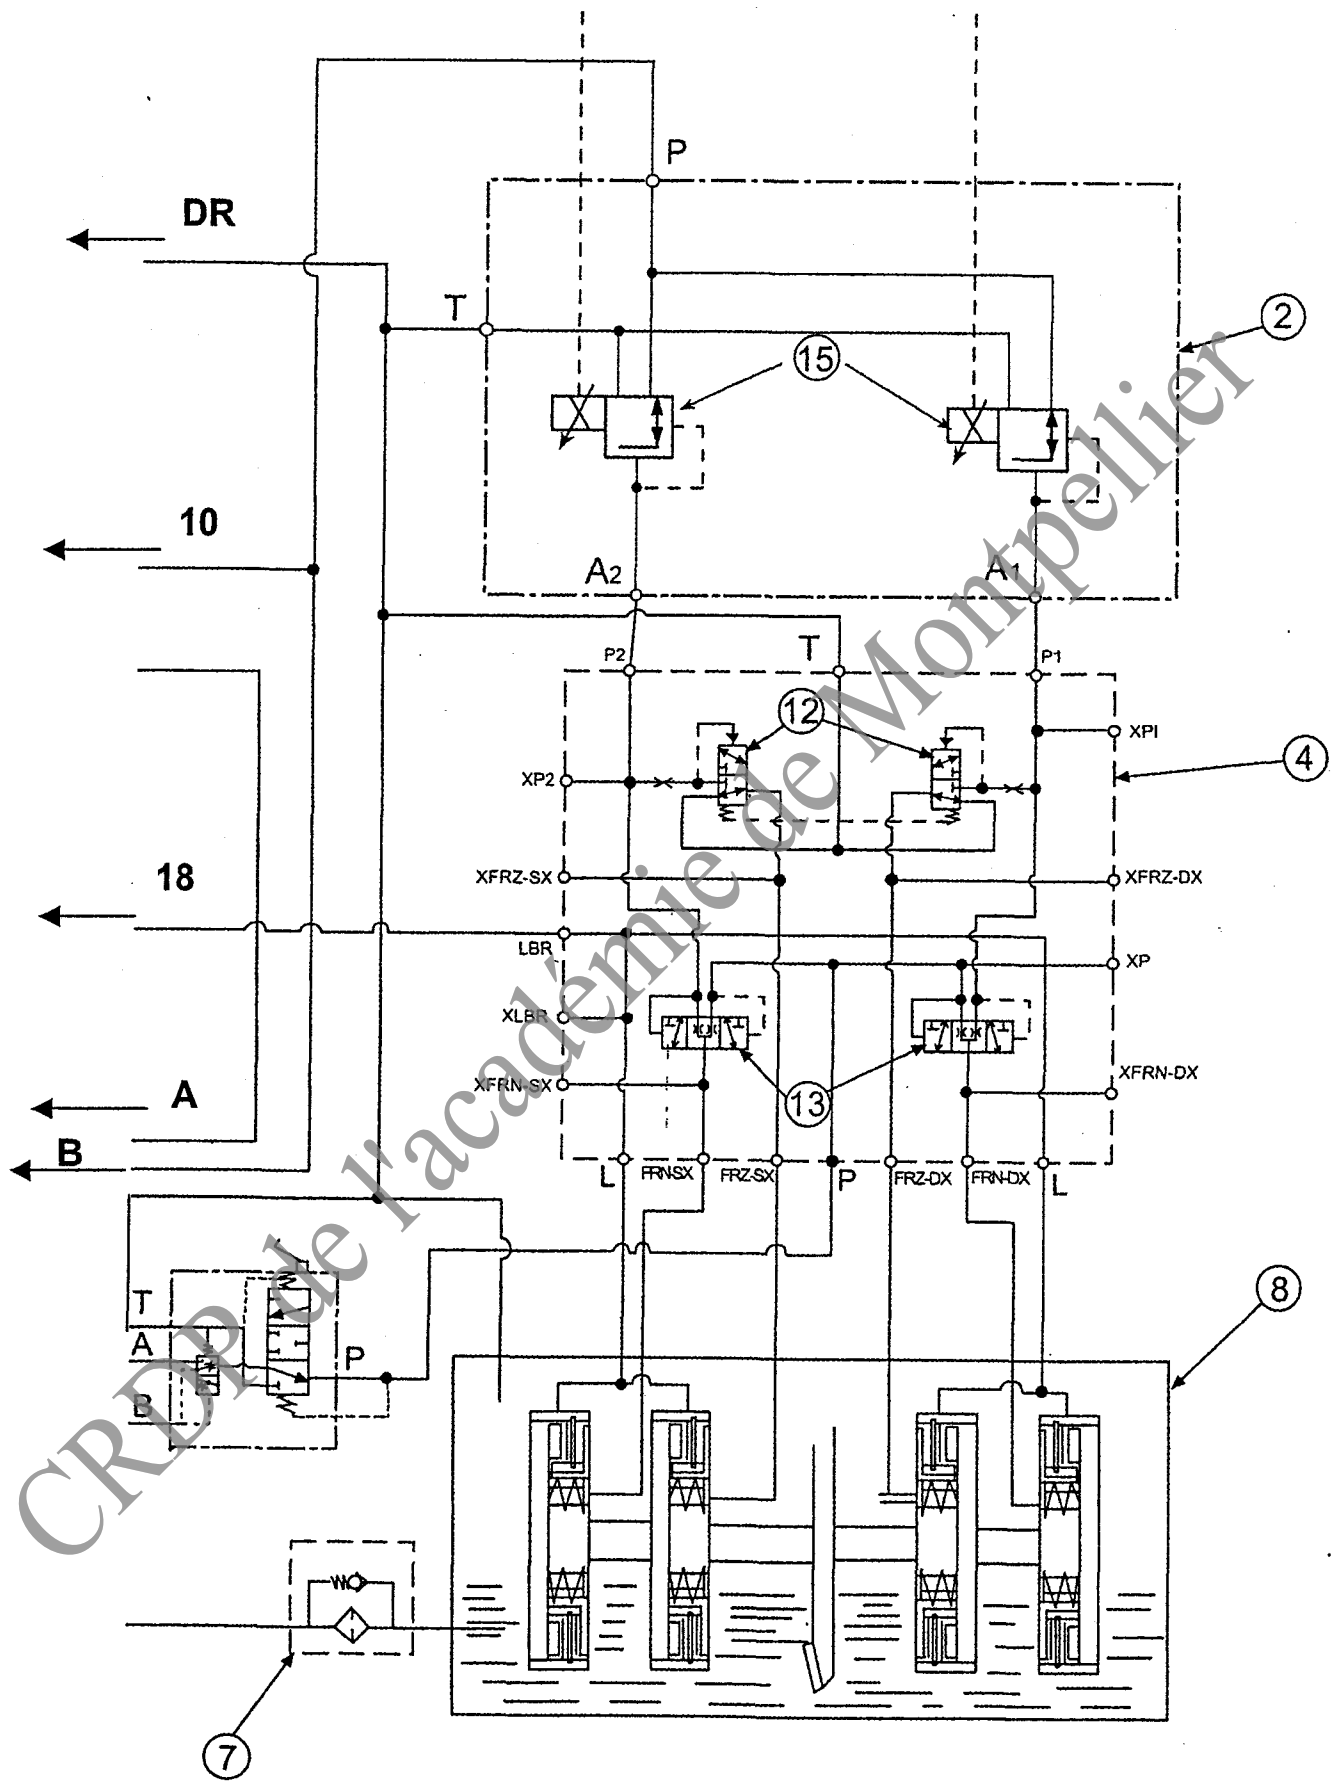 P
DR
T
2
15
10
A2
A1
P2
T
P1
12
XPI
XP2
4
18
XFRZ-SX
XFRZ-DX
LBR
XP
XLBR
XFRN-SX
XFRN-DX
13
A
B
L
FRN-SX
FRZ-SX
P
FRZ-DX
FRN-DX
L
T
A
P
B
8
7
CRDP de l'académie de Montpellier